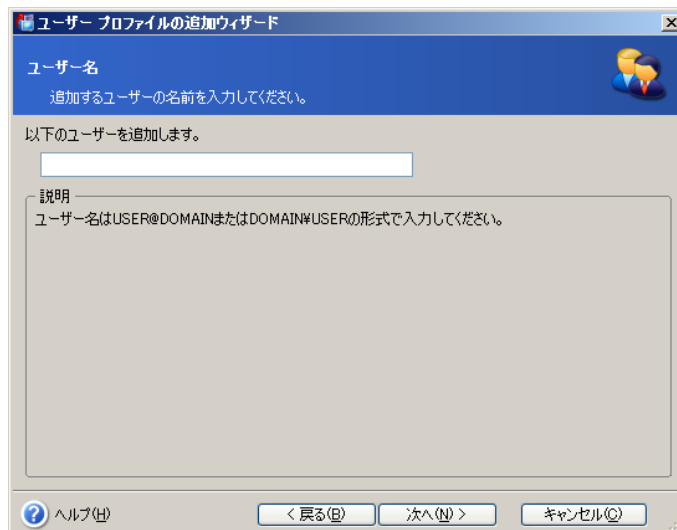 ユーザー プロファイルの追加ウィザード
ユーザー名
追加するユーザーの名前を入力してください。
以下のユーザーを追加します。
説明
ユーザー名はUSER@DOMAINまたはDOMAIN¥USERの形式で入力してください。
ヘルプ(H)
< 戻る(B)
次へ(N) >
キャンセル(C)